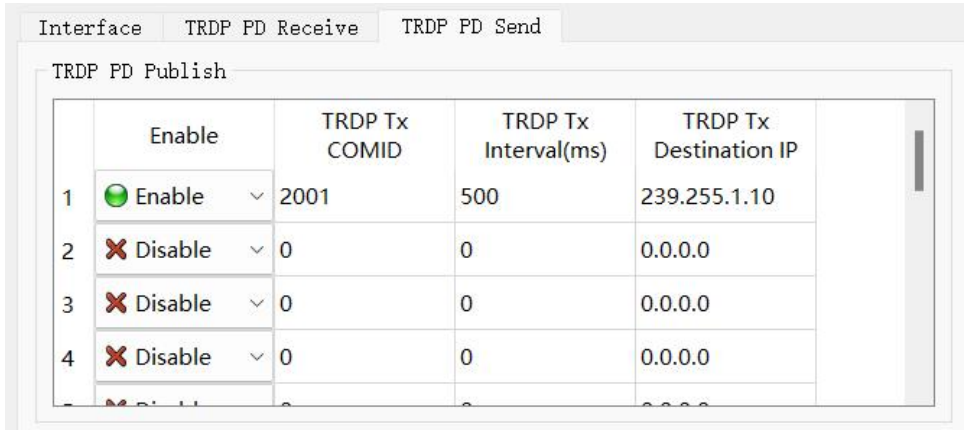 Interface TRDP PD Receive TRDP PD Send
TRDP PD Publish
Enable TRDP Tx COMID TRDP Tx Interval(ms) TRDP Tx Destination IP
1 Enable 2001 500 239.255.1.10
2 Disable 0 0 0.0.0.0
3 Disable 0 0 0.0.0.0
4 Disable 0 0 0.0.0.0